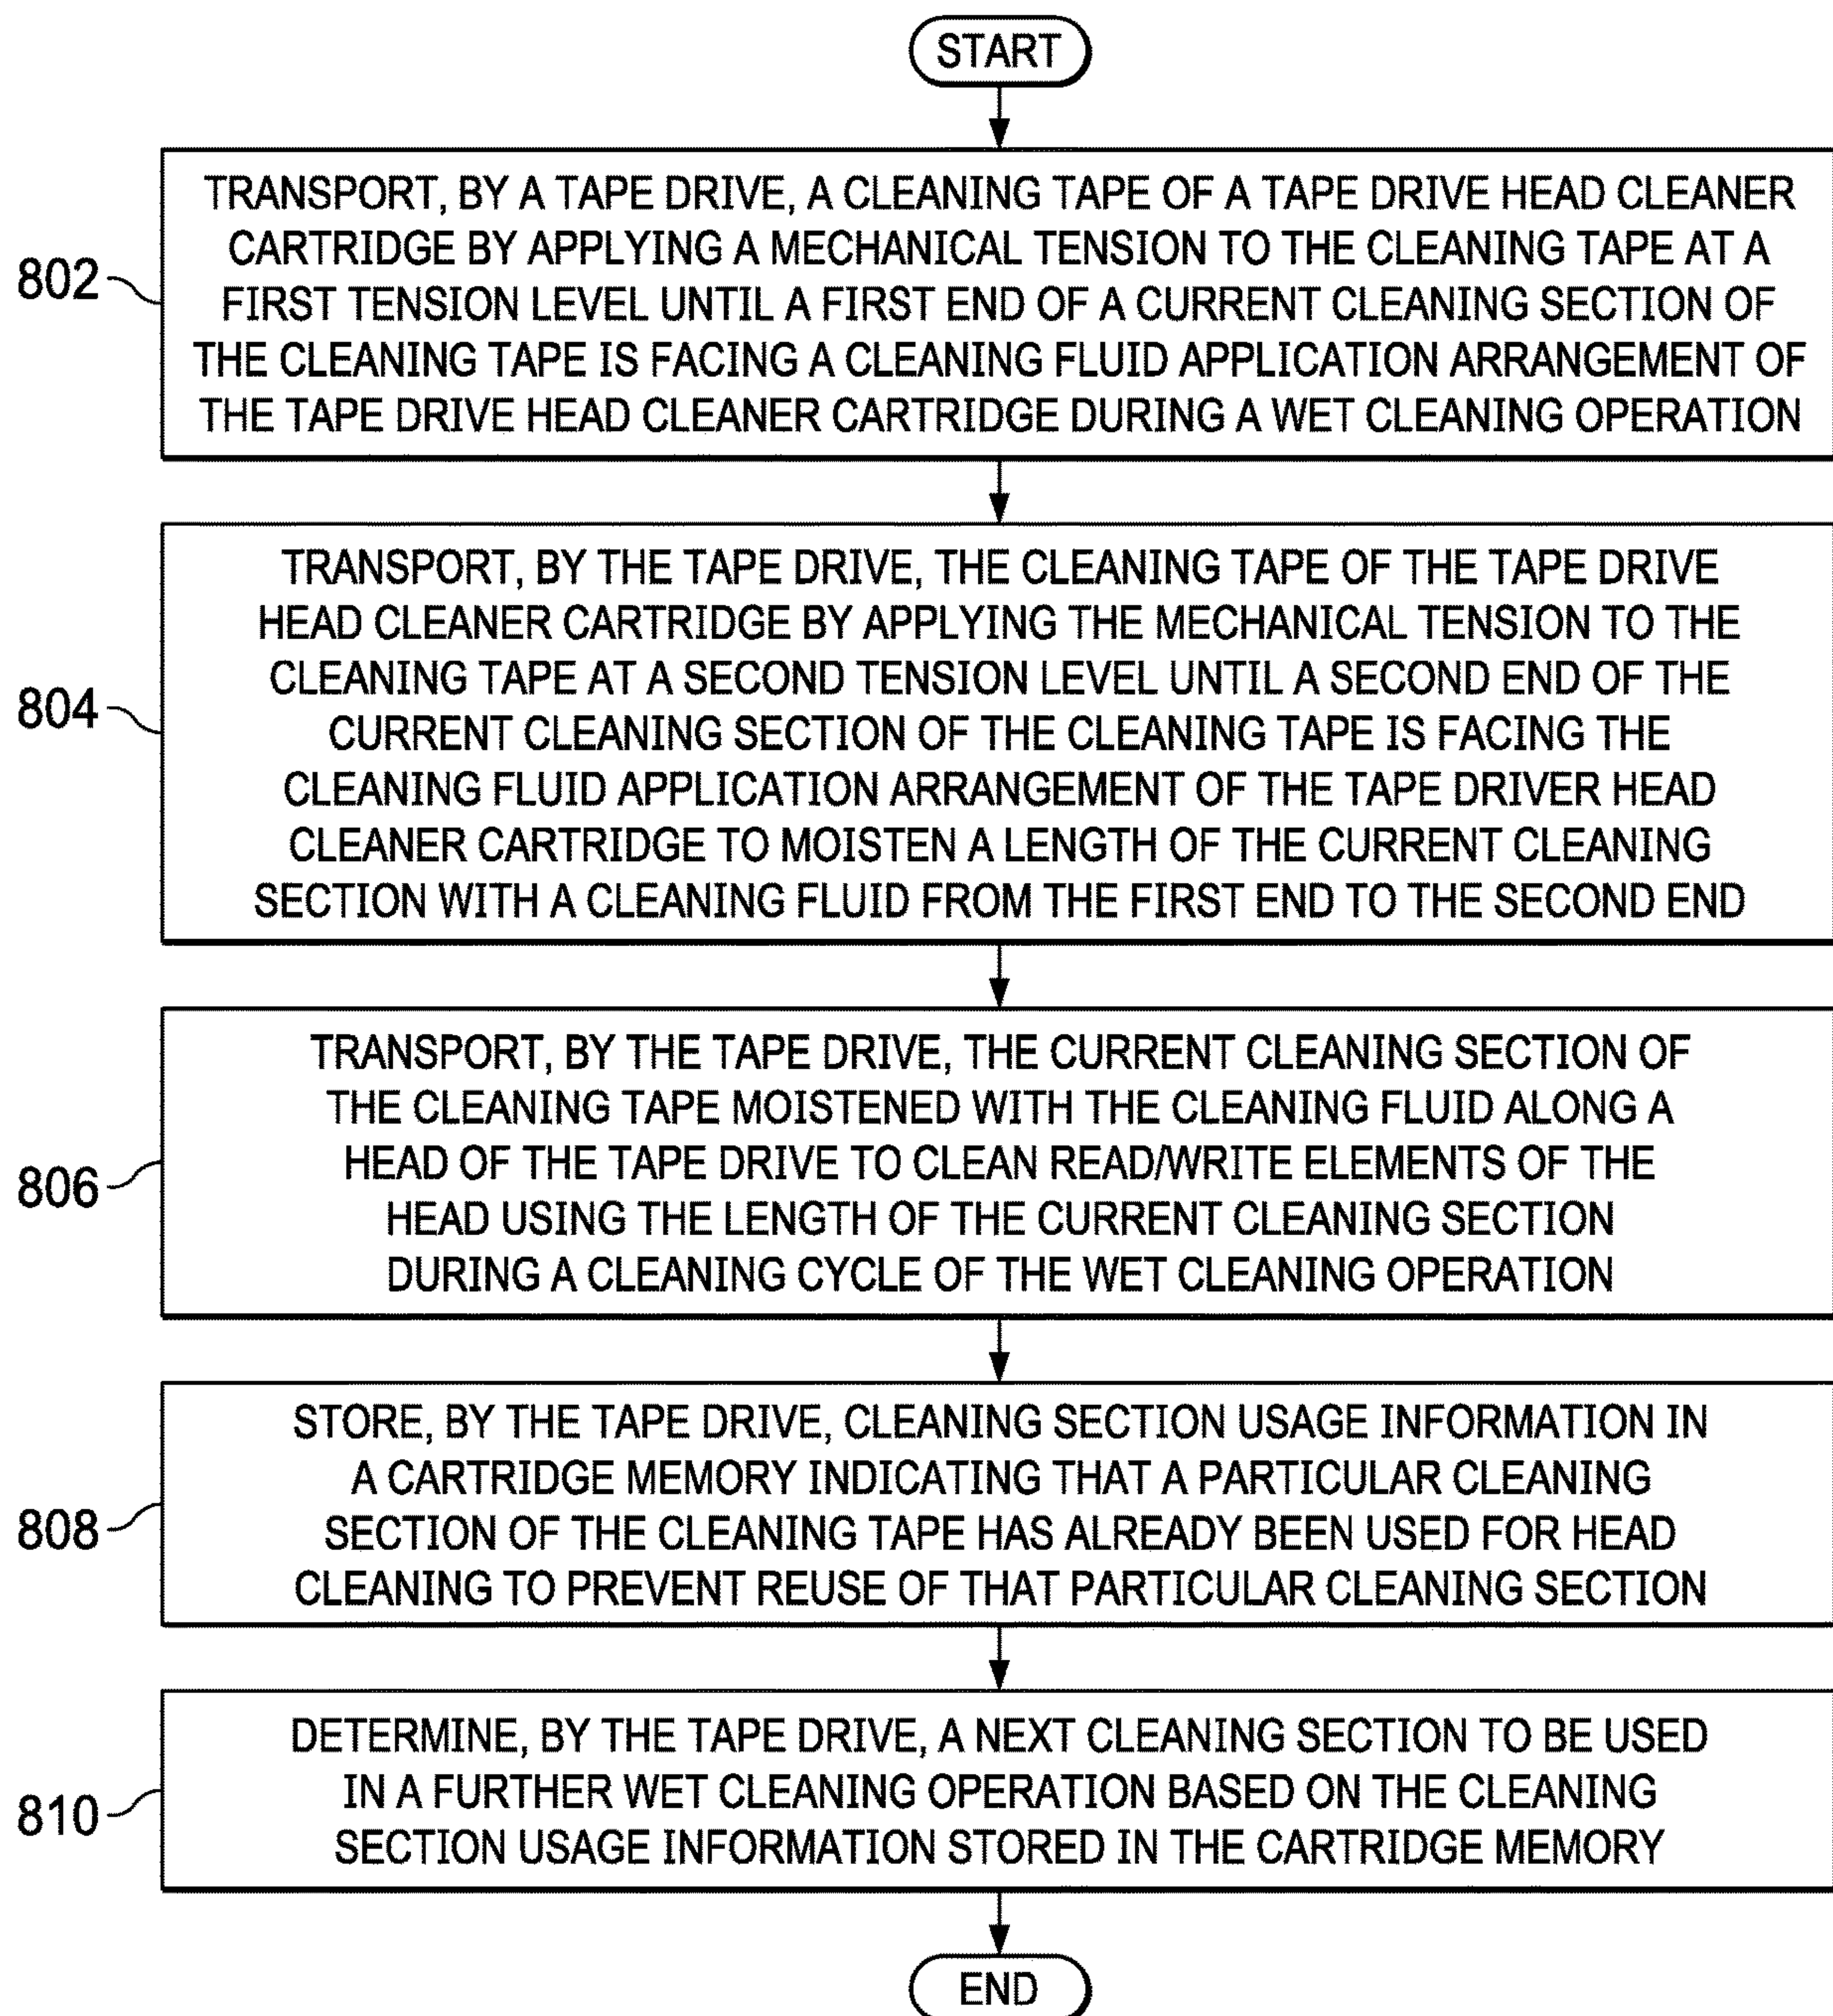 START
802
TRANSPORT, BY A TAPE DRIVE, A CLEANING TAPE OF A TAPE DRIVE HEAD CLEANER
CARTRIDGE BY APPLYING A MECHANICAL TENSION TO THE CLEANING TAPE AT A
FIRST TENSION LEVEL UNTIL A FIRST END OF A CURRENT CLEANING SECTION OF
THE CLEANING TAPE IS FACING A CLEANING FLUID APPLICATION ARRANGEMENT OF
THE TAPE DRIVE HEAD CLEANER CARTRIDGE DURING A WET CLEANING OPERATION
804
TRANSPORT, BY THE TAPE DRIVE, THE CLEANING TAPE OF THE TAPE DRIVE
HEAD CLEANER CARTRIDGE BY APPLYING THE MECHANICAL TENSION TO THE
CLEANING TAPE AT A SECOND TENSION LEVEL UNTIL A SECOND END OF THE
CURRENT CLEANING SECTION OF THE CLEANING TAPE IS FACING THE
CLEANING FLUID APPLICATION ARRANGEMENT OF THE TAPE DRIVER HEAD
CLEANER CARTRIDGE TO MOISTEN A LENGTH OF THE CURRENT CLEANING
SECTION WITH A CLEANING FLUID FROM THE FIRST END TO THE SECOND END
806
TRANSPORT, BY THE TAPE DRIVE, THE CURRENT CLEANING SECTION OF
THE CLEANING TAPE MOISTENED WITH THE CLEANING FLUID ALONG A
HEAD OF THE TAPE DRIVE TO CLEAN READ/WRITE ELEMENTS OF THE
HEAD USING THE LENGTH OF THE CURRENT CLEANING SECTION
DURING A CLEANING CYCLE OF THE WET CLEANING OPERATION
808
STORE, BY THE TAPE DRIVE, CLEANING SECTION USAGE INFORMATION IN
A CARTRIDGE MEMORY INDICATING THAT A PARTICULAR CLEANING
SECTION OF THE CLEANING TAPE HAS ALREADY BEEN USED FOR HEAD
CLEANING TO PREVENT REUSE OF THAT PARTICULAR CLEANING SECTION
810
DETERMINE, BY THE TAPE DRIVE, A NEXT CLEANING SECTION TO BE USED
IN A FURTHER WET CLEANING OPERATION BASED ON THE CLEANING
SECTION USAGE INFORMATION STORED IN THE CARTRIDGE MEMORY
END